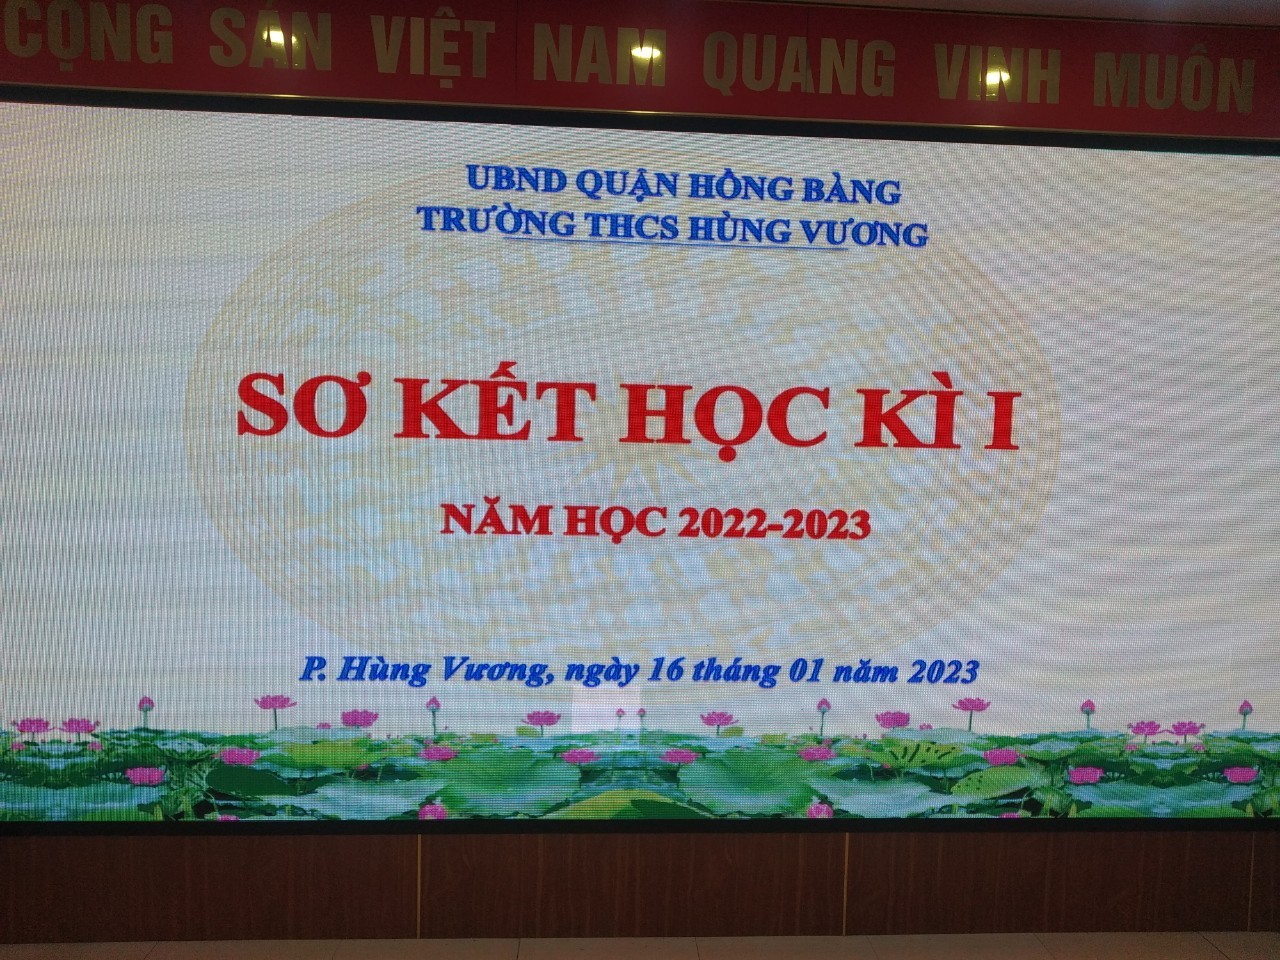 CỘNG SẢN VIỆT NAM QUANG VINH MUÔN
UBND QUẬN HỒNG BÀNG
TRƯỜNG THCS HÙNG VƯƠNG
SƠ KẾT HỌC KÌ I
NĂM HỌC 2022-2023
P. Hùng Vương, ngày 16 tháng 01 năm 2023